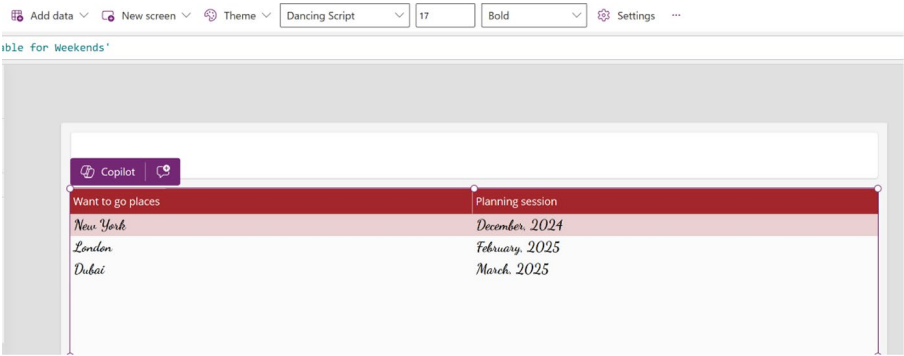 Add data New screen Theme Dancing Script 17 Bold Settings ...
able for Weekends'
Copilot
Want to go places Planning session
New York December, 2024
London February, 2025
Dubai March, 2025